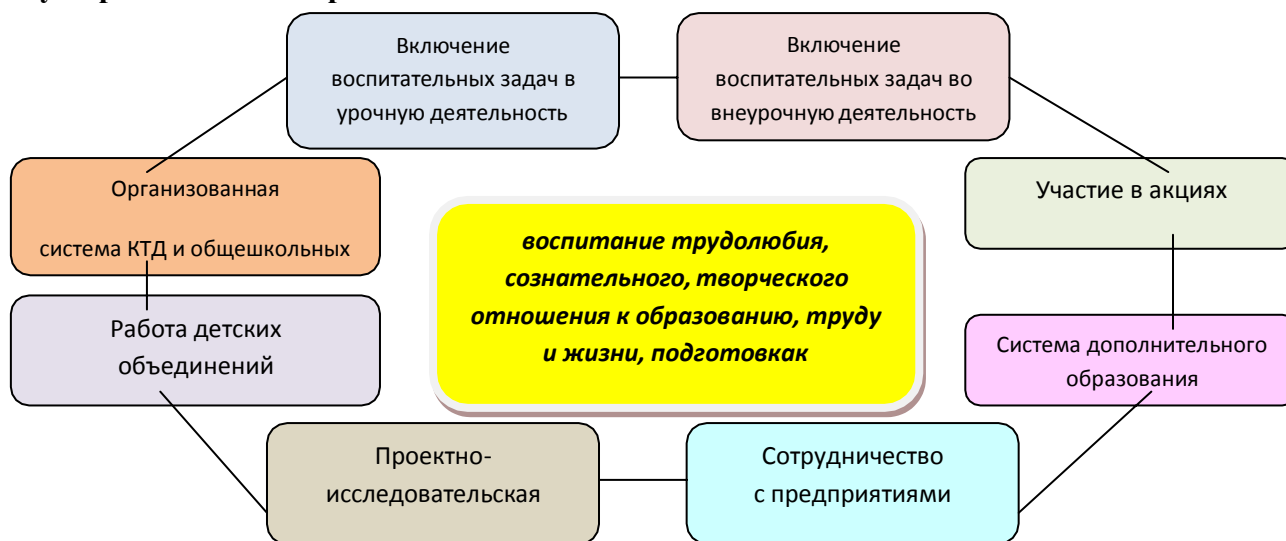 Включение
воспитательных задач в
урочную деятельность
Включение
воспитательных задач во
внеурочную деятельность
Организованная
система КТД и общешкольных
Участие в акциях
воспитание трудолюбия,
сознательного, творческого
отношения к образованию, труду
и жизни, подготовкак
Работа детских
объединений
Система дополнительного
образования
Проектно-
исследовательская
Сотрудничество
с предприятиями